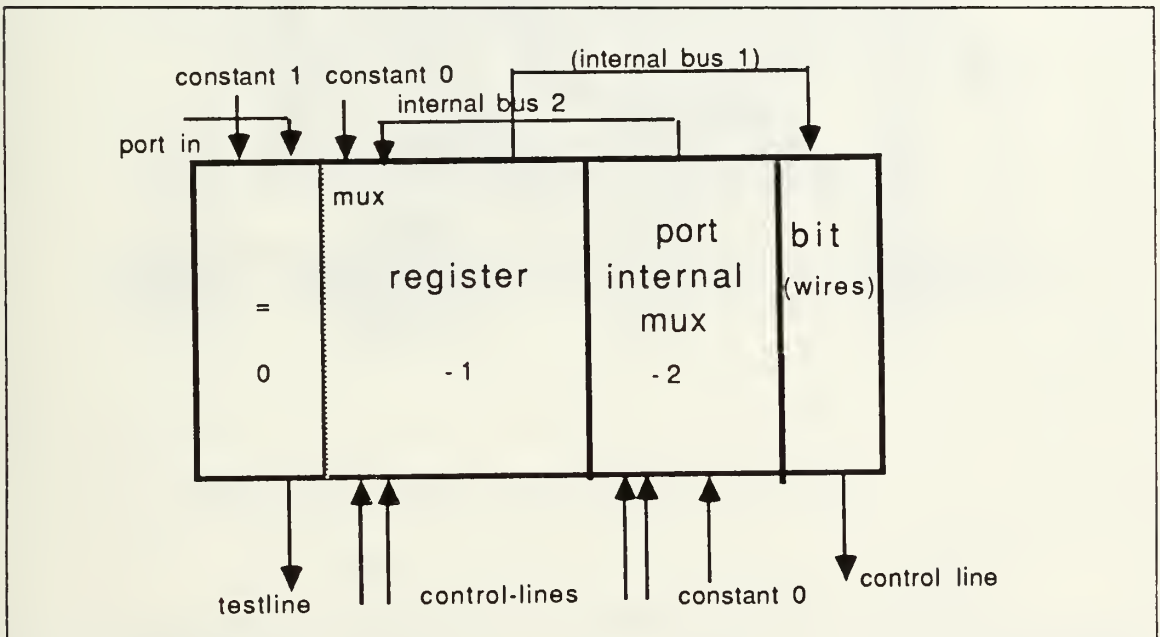 (internal bus 1)
constant 1 constant 0
internal bus 2
port in
mux
port
bit
register
internal
(wires)
mux
=
0
- 1
- 2
control line
control-lines
constant 0
testline